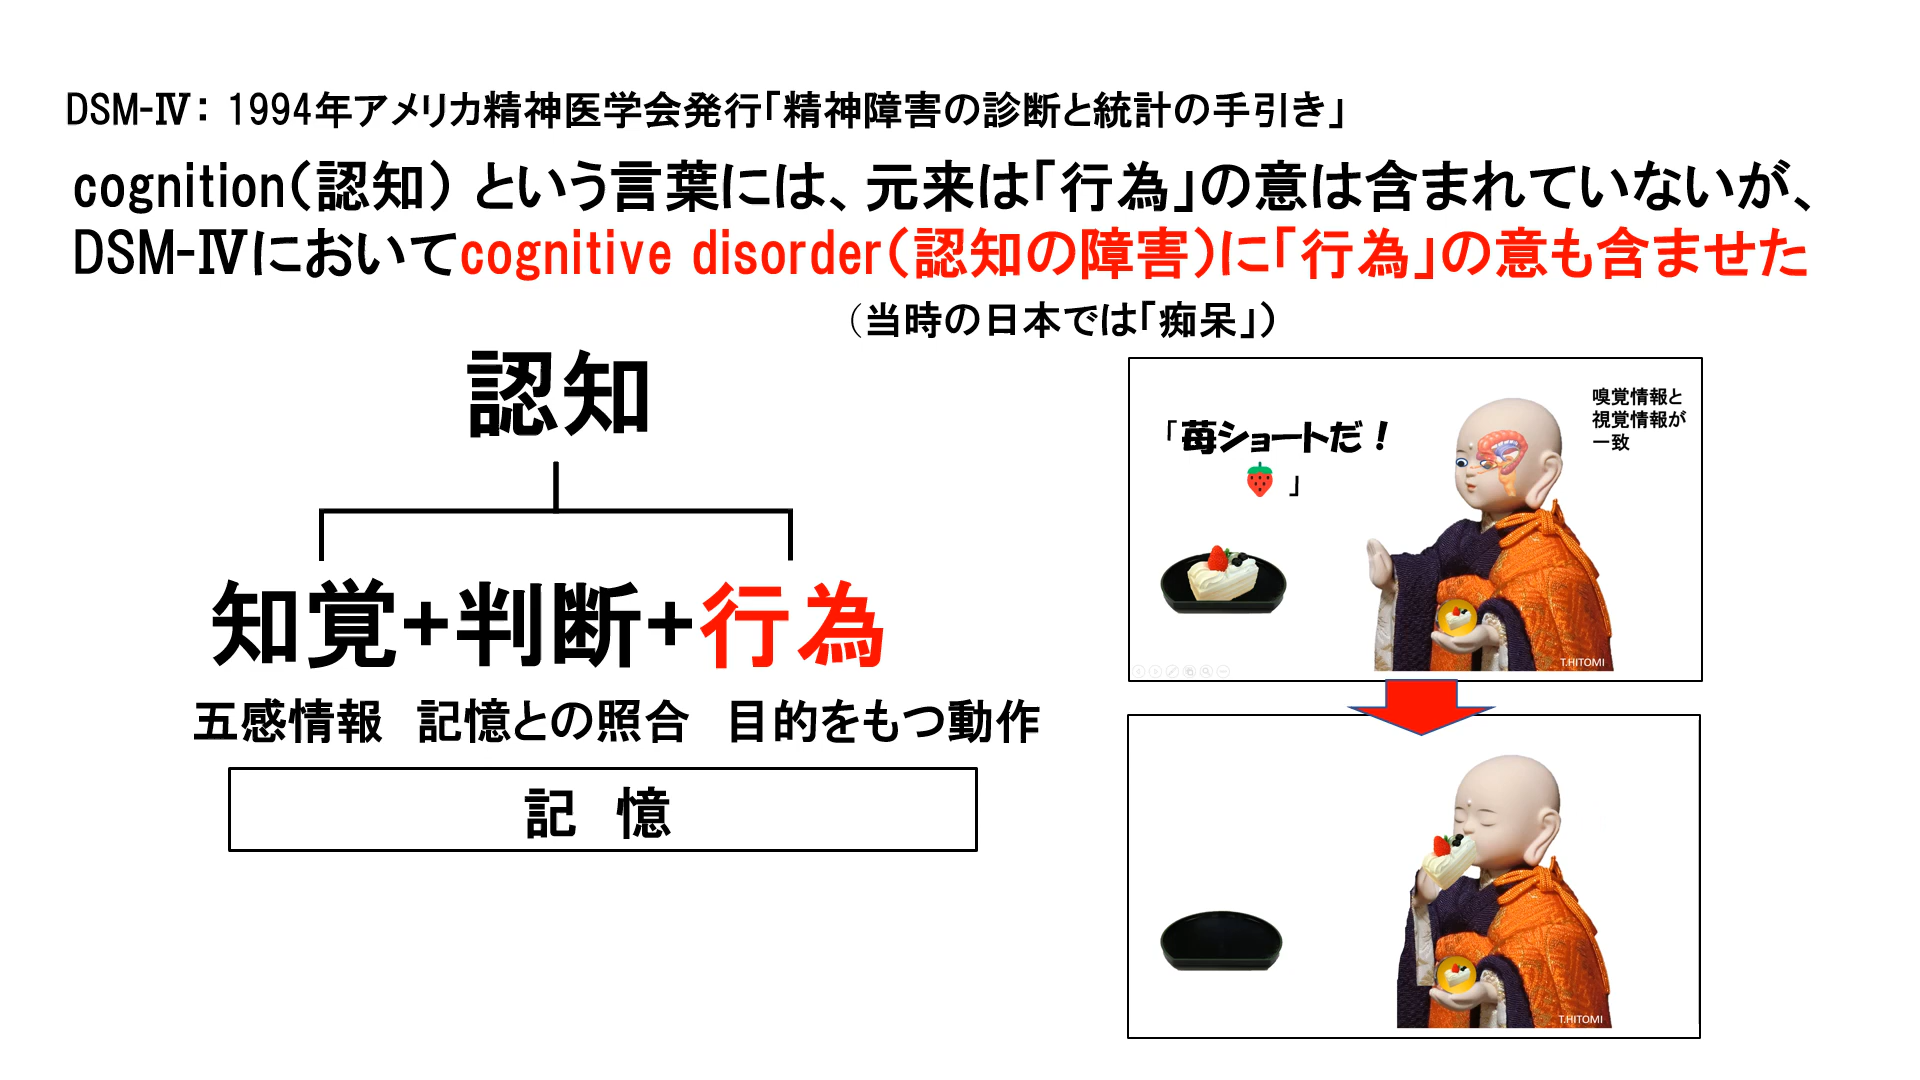 DSM-Ⅳ：1994年アメリカ精神医学会発行「精神障害の診断と統計の手引き」
cognition（認知）という言葉には、元来は「行為」の意は含まれていないが、
DSM-Ⅳにおいてcognitive disorder（認知の障害）に「行為」の意も含ませた
（当時の日本では「痴呆」）
認知
知覚+判断+行為
五感情報　記憶との照合　目的をもつ動作
記　憶
「苺ショートだ！
」
嗅覚情報と
視覚情報が
一致
T.HITOMI
T.HITOMI